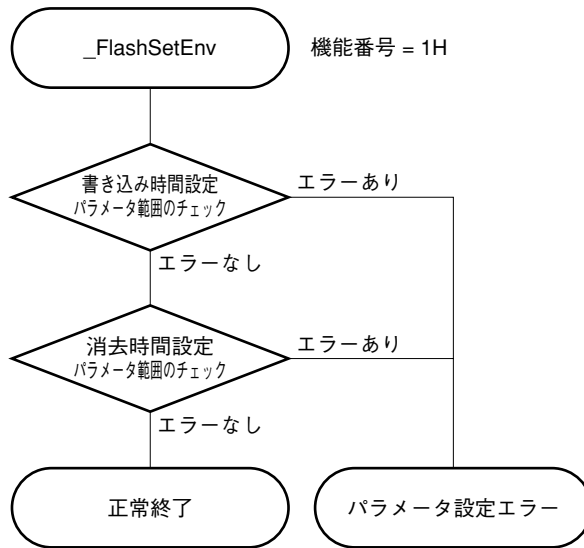 _FlashSetEnv
機能番号 = 1H
書き込み時間設定
パラメータ範囲のチェック
エラーあり
エラーなし
消去時間設定
パラメータ範囲のチェック
エラーあり
エラーなし
正常終了
パラメータ設定エラー